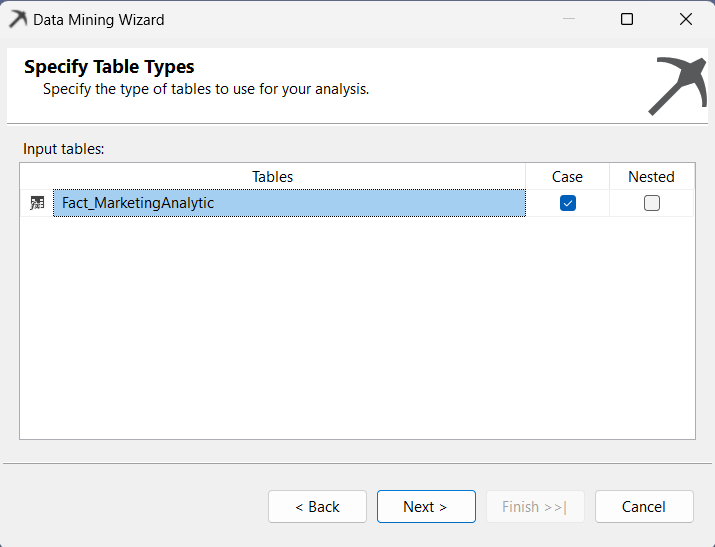 Data Mining Wizard
Specify Table Types
Specify the type of tables to use for your analysis.
Input tables:
Tables Case Nested
Fact_MarketingAnalytic
< Back Next > Finish >>| Cancel